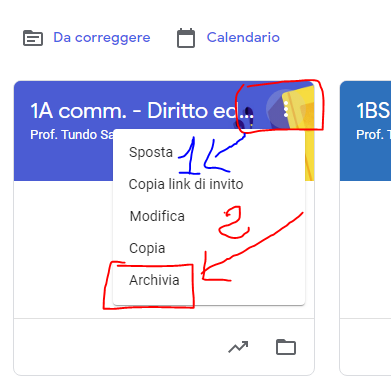 Da correggere
Calendario
1A comm. - Diritto ec...
Prof. Tundo Sa
1BS
Prof. T
Sposta
1
Copia link di invito
Modifica
2
Copia
Archivia